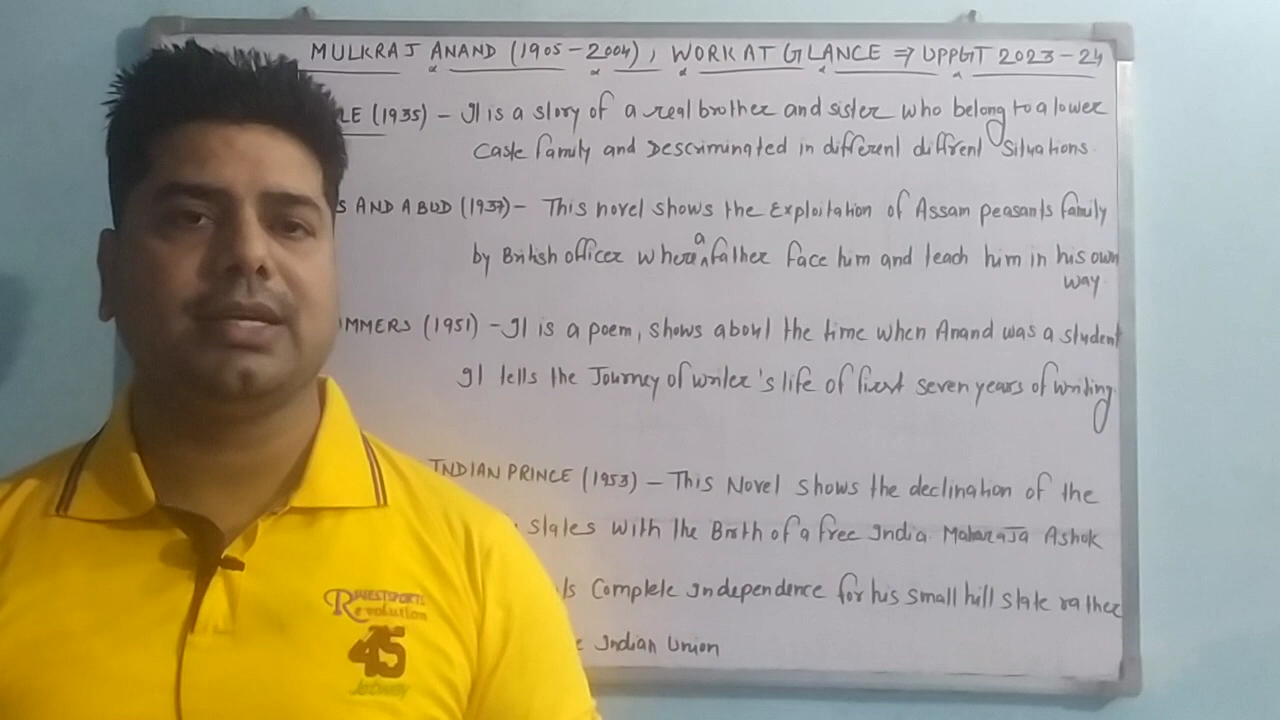 MULKRAJ ANAND (1905-2004), WORK AT GLANCE ⇒ UPPGT 2023-24
LE (1935) - It is a story of a real brother and sister who belong to a lower
caste family and Descriminated in different diffrent Situations.
S AND A BUD (1937) - This novel shows the Exploitation of Assam peasants family
by British officer where a father face him and teach him in his own
way.
MMERS (1951) - It is a poem, shows about the time when Anand was a student
It tells the Journey of writer's life of first seven years of writing.
INDIAN PRINCE (1953) - This Novel shows the declination of the
states with the Birth of a free India. Maharaja Ashok
ls Complete Independence for his small hill state rather
e Indian Union
RWESTSPORTS
Revolution
45